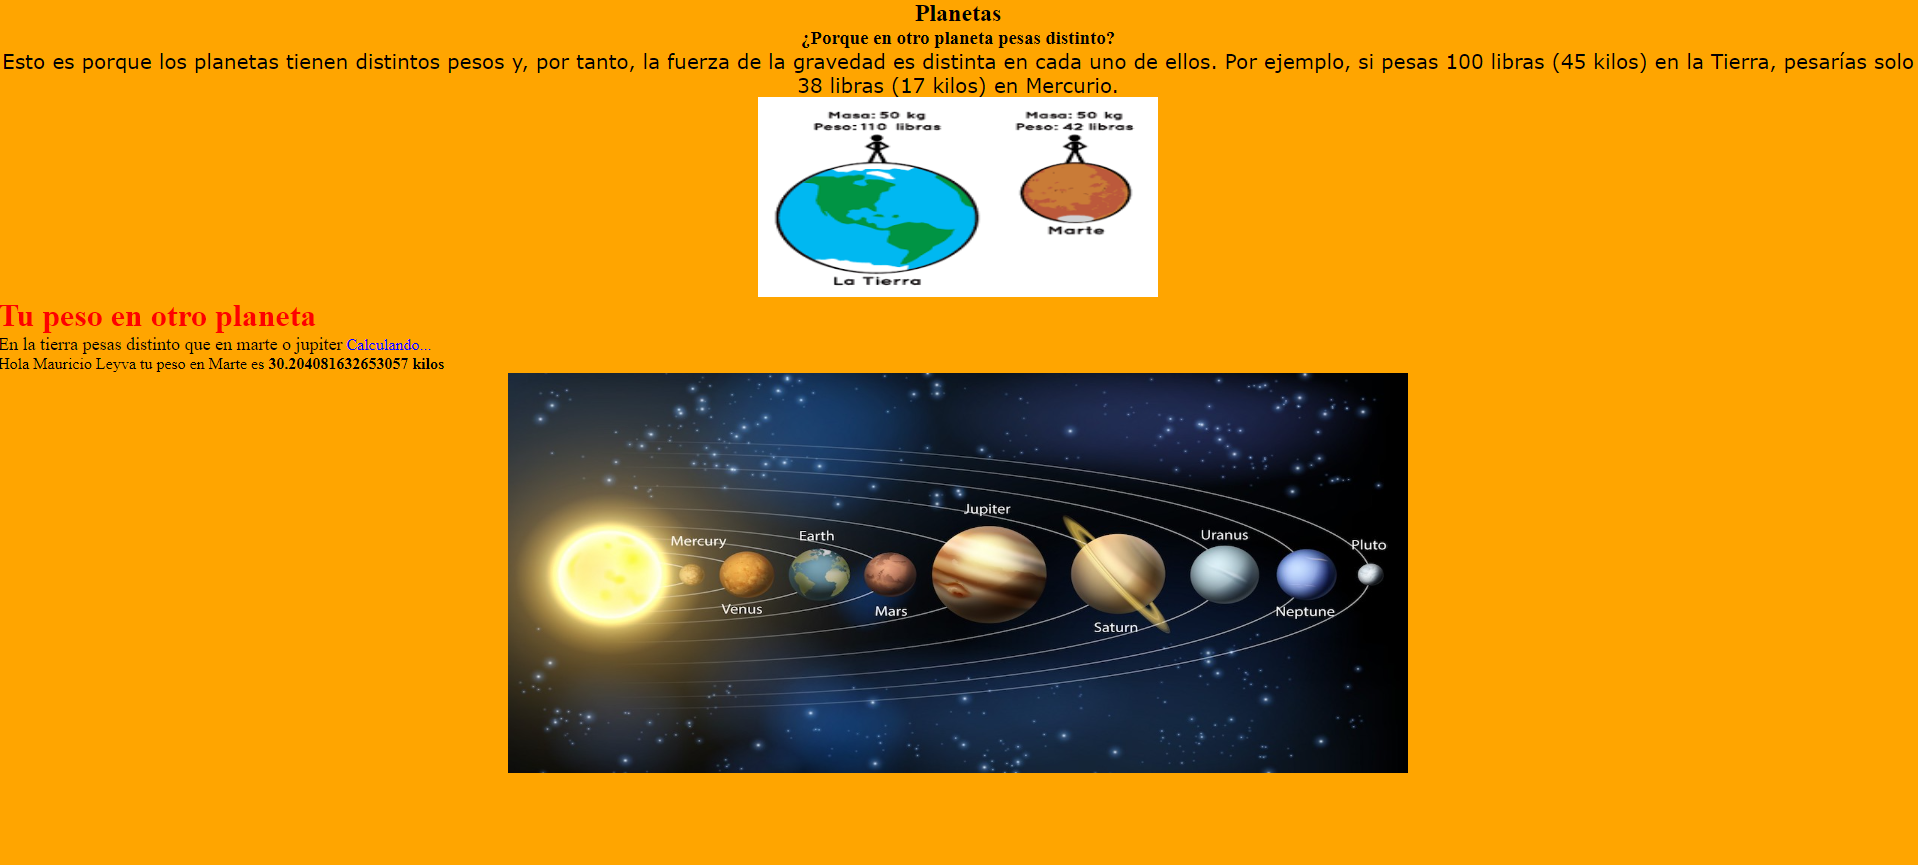 Planetas
¿Porque en otro planeta pesas distinto?
Esto es porque los planetas tienen distintos pesos y, por tanto, la fuerza de la gravedad es distinta en cada uno de ellos. Por ejemplo, si pesas 100 libras (45 kilos) en la Tierra, pesarías solo
38 libras (17 kilos) en Mercurio.
Masa: 50 kg
Peso: 110 libras
La Tierra
Masa: 50 kg
Peso: 42 libras
Marte
Tu peso en otro planeta
En la tierra pesas distinto que en marte o jupiter Calculando...
Hola Mauricio Leyva tu peso en Marte es 30.204081632653057 kilos
Mercury
Venus
Earth
Mars
Jupiter
Saturn
Uranus
Neptune
Pluto